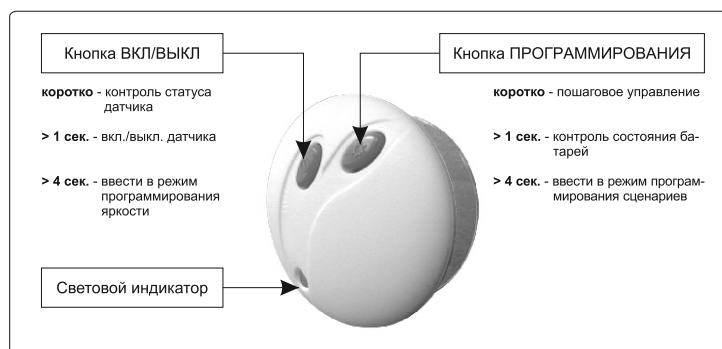 Кнопка ВКЛ/ВЫКЛ
коротко - контроль статуса
датчика
> 1 сек. - вкл./выкл. датчика
> 4 сек. - ввести в режим
программирования
яркости
Световой индикатор
Кнопка ПРОГРАММИРОВАНИЯ
коротко - пошаговое управление
> 1 сек. - контроль состояния ба-
тарей
> 4 сек. - ввести в режим програм-
мирования сценариев